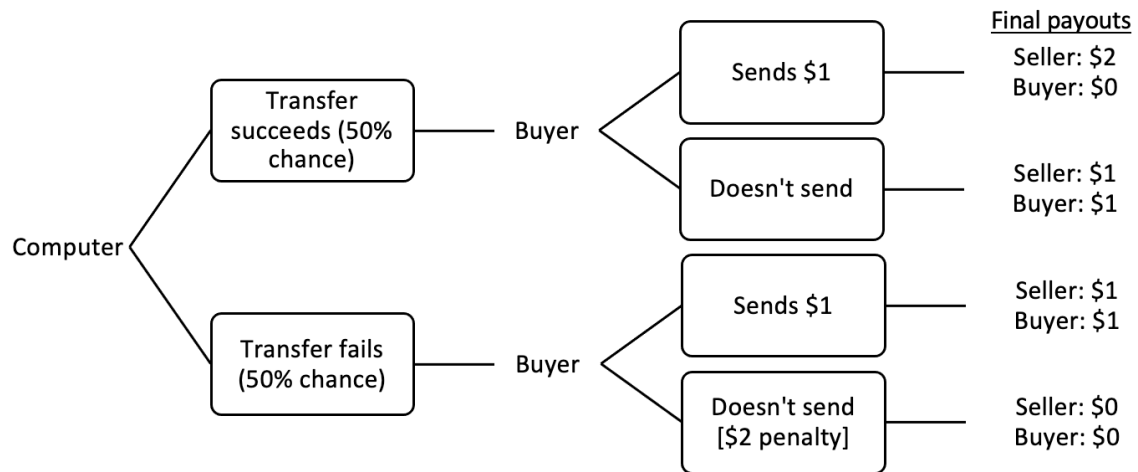 Final payouts
Computer
Transfer
succeeds (50%
chance)
Buyer
Sends $1
Seller: $2
Buyer: $0
Doesn't send
Seller: $1
Buyer: $1
Transfer fails
(50% chance)
Buyer
Sends $1
Seller: $1
Buyer: $1
Doesn't send
[$2 penalty]
Seller: $0
Buyer: $0